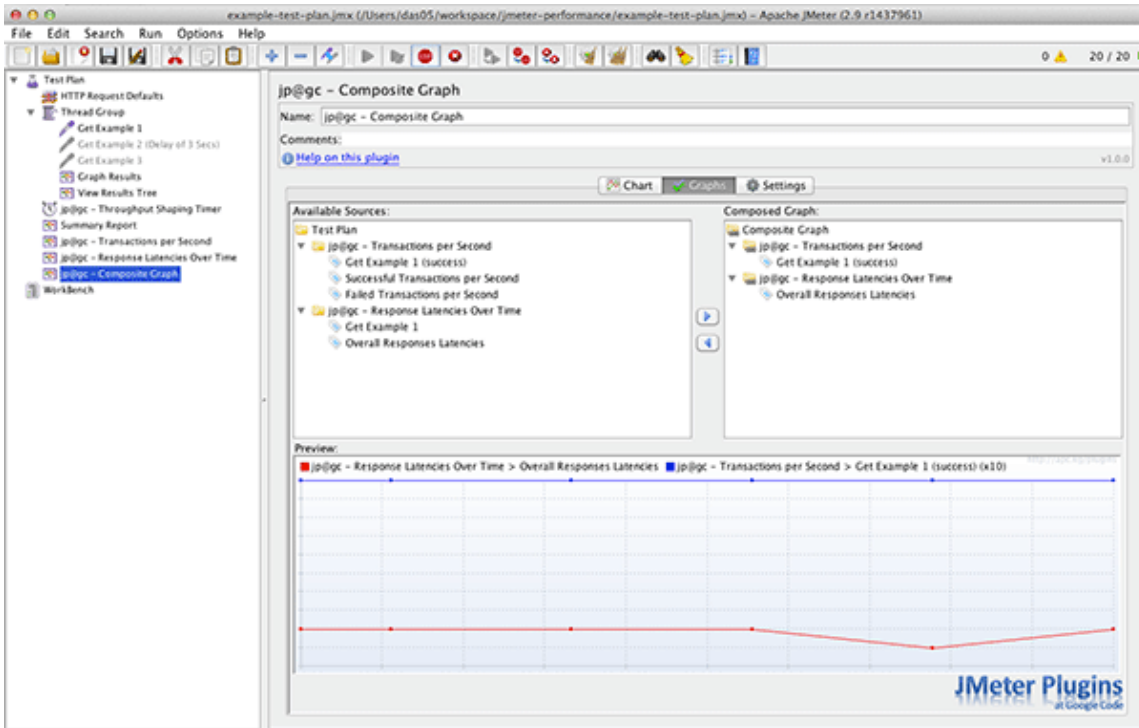 example-test-plan.jmx (/Users/das05/workspace/jmeter-performance/example-test-plan.jmx) – Apache JMeter (2.9 r1437961)
File Edit Search Run Options Help
0 20 / 20
Test Plan
HTTP Request Defaults
Thread Group
Get Example 1
Get Example 2 (Delay of 3 Secs)
Get Example 3
Graph Results
View Results Tree
jp@gc – Throughput Shaping Timer
Summary Report
jp@gc – Transactions per Second
jp@gc – Response Latencies Over Time
jp@gc – Composite Graph
WorkBench
jp@gc – Composite Graph
Name: jp@gc – Composite Graph
Comments:
Help on this plugin v1.0.0
Chart Graphs Settings
Available Sources:
Test Plan
jp@gc – Transactions per Second
Get Example 1 (success)
Successful Transactions per Second
Failed Transactions per Second
jp@gc – Response Latencies Over Time
Get Example 1
Overall Responses Latencies
Composed Graph:
Composite Graph
jp@gc – Transactions per Second
Get Example 1 (success)
jp@gc – Response Latencies Over Time
Overall Responses Latencies
Preview:
jp@gc – Response Latencies Over Time > Overall Responses Latencies jp@gc – Transactions per Second > Get Example 1 (success) (x10)
JMeter Plugins
at Google Code